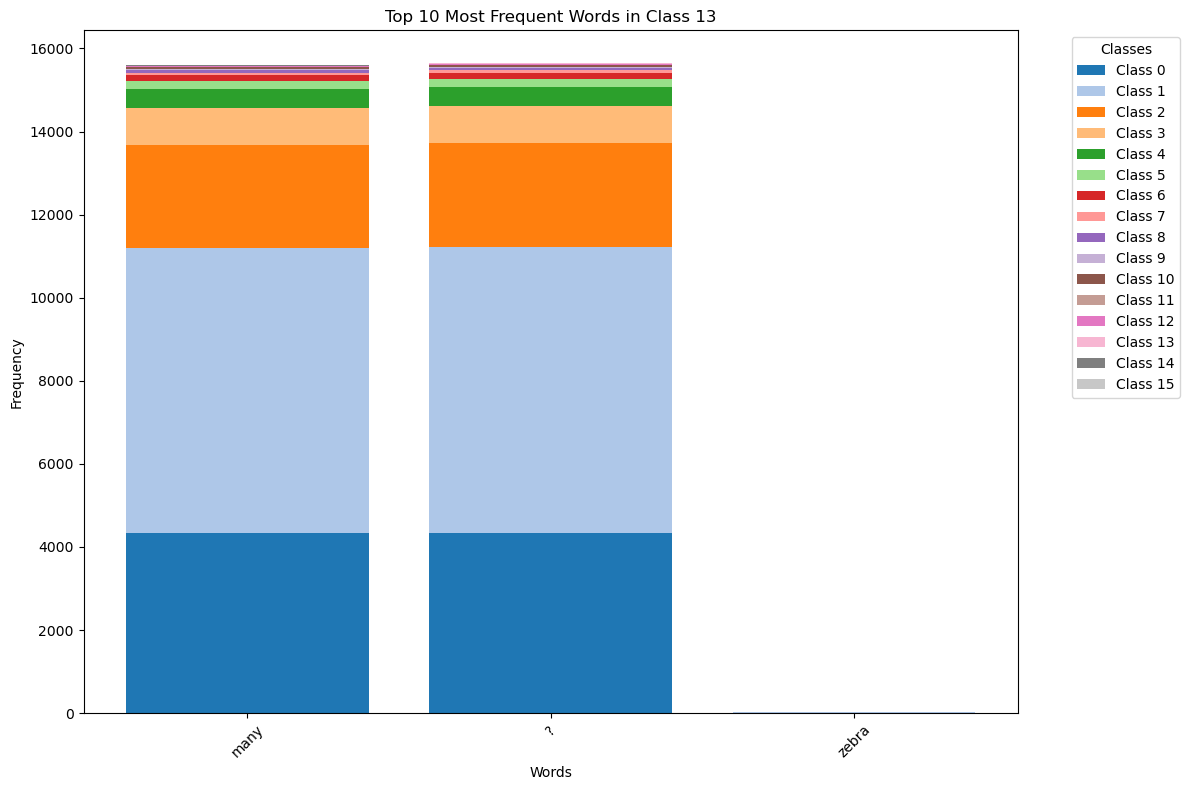 Top 10 Most Frequent Words in Class 13
16000
14000
12000
10000
8000
6000
4000
2000
0
Frequency
many
?
zebra
Words
Classes
Class 0
Class 1
Class 2
Class 3
Class 4
Class 5
Class 6
Class 7
Class 8
Class 9
Class 10
Class 11
Class 12
Class 13
Class 14
Class 15